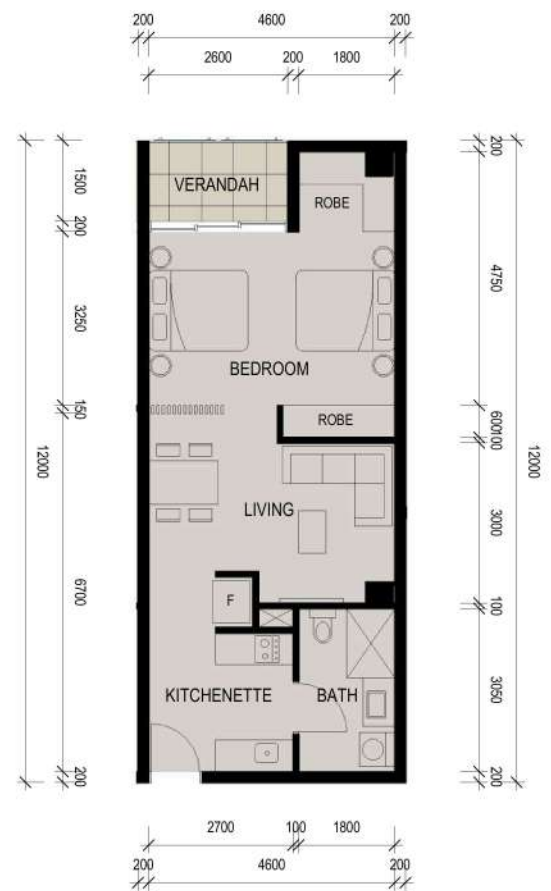 200 4600 200
2600 200 1800
1500
200
3250
150
6700
200
12000
200
4750
600
100
3000
100
3050
200
12000
VERANDAH
ROBE
BEDROOM
ROBE
LIVING
F
KITCHENETTE
BATH
2700 100 1800
200 4600 200